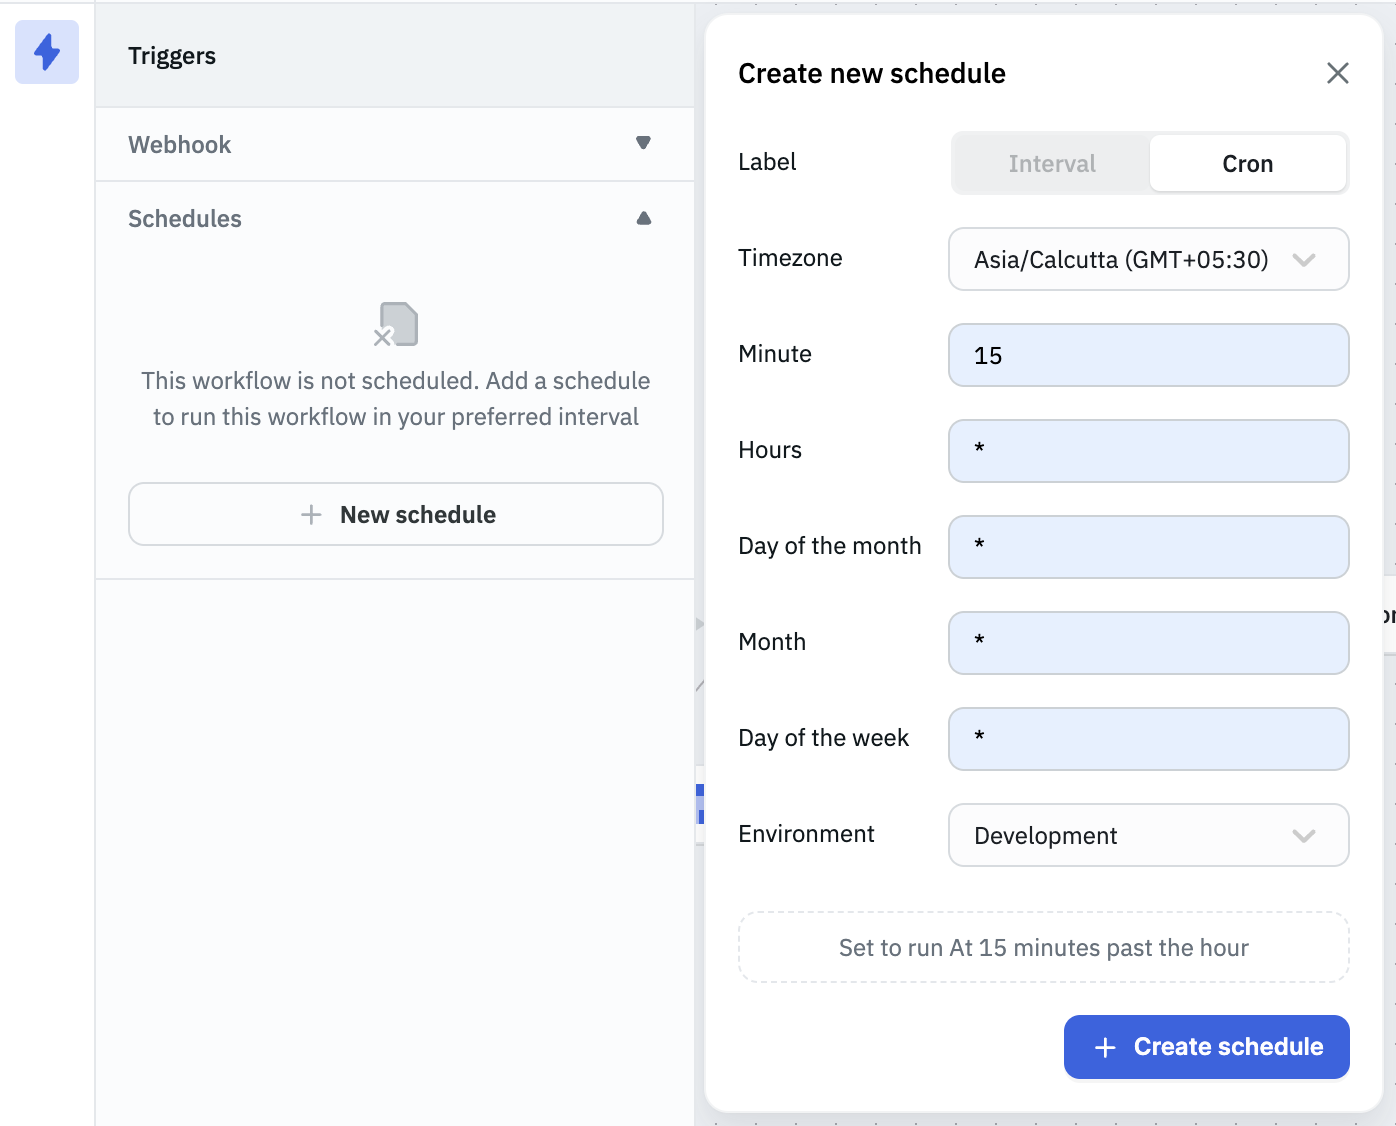 Triggers
Webhook
Schedules
This workflow is not scheduled. Add a schedule
to run this workflow in your preferred interval
New schedule
Create new schedule
Label
Interval
Cron
Timezone
Asia/Calcutta (GMT+05:30)
Minute
15
Hours
*
Day of the month
*
Month
*
Day of the week
*
Environment
Development
Set to run At 15 minutes past the hour
Create schedule